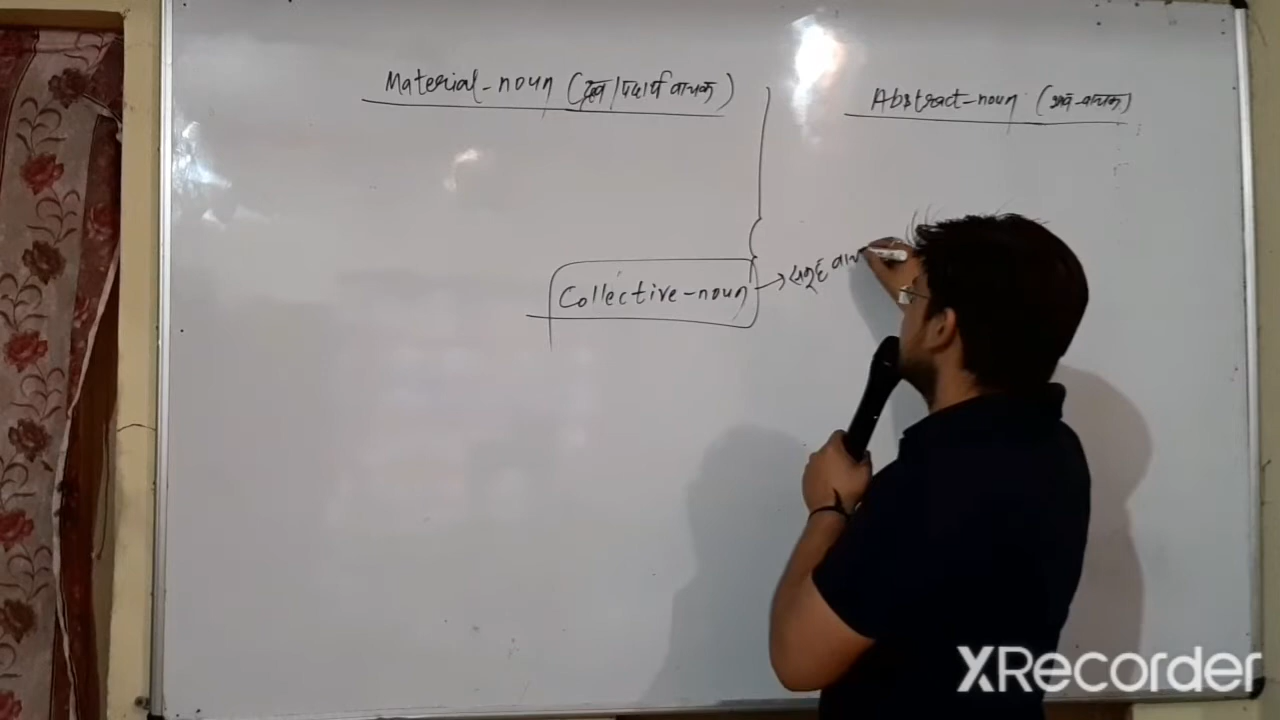 Material-noun (द्रव्य/पदार्थ वाचक)
Abstract-noun (भाव-वाचक)
Collective-noun → समूह वाच
XRecorder